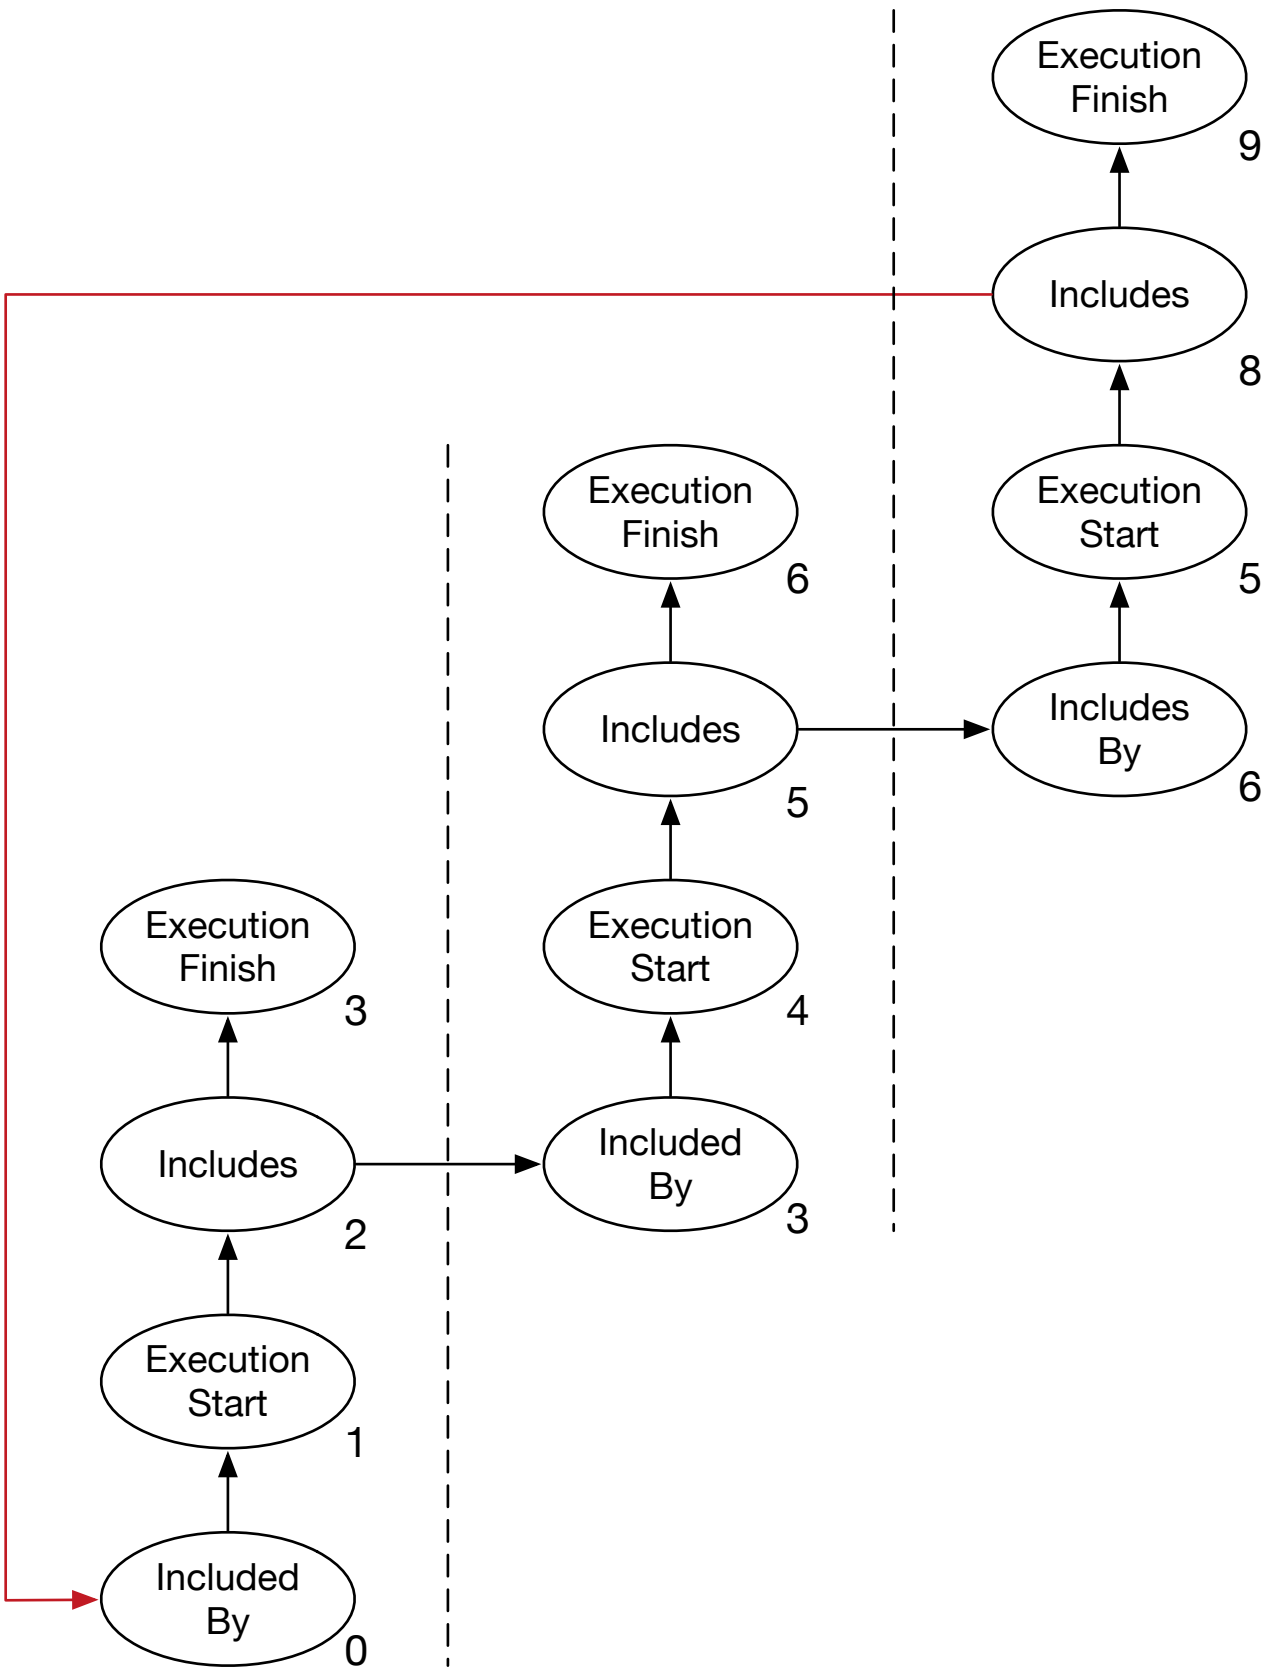 Execution
Finish
9
Includes
8
Execution
Finish
6
Execution
Start
5
Includes
5
Includes
By
6
Execution
Finish
3
Execution
Start
4
Includes
2
Included
By
3
Execution
Start
1
Included
By
0